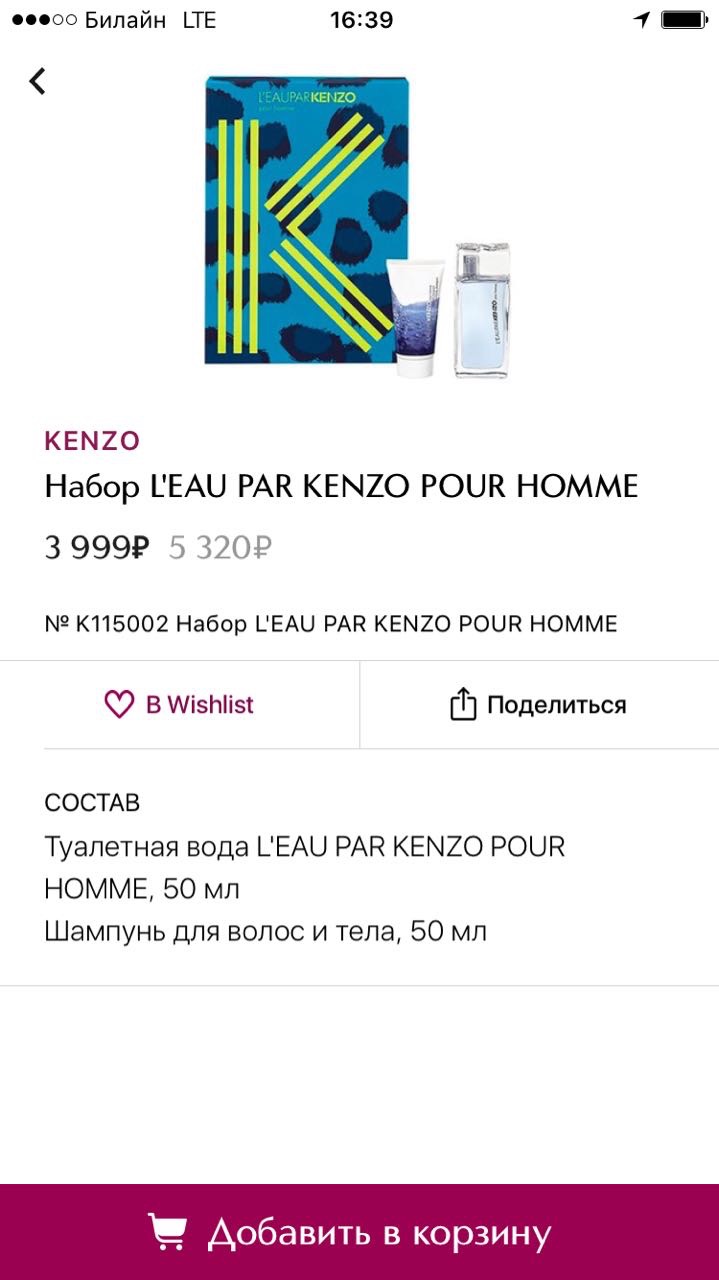 Билайн LTE 16:39
L'EAUPARKENZO
KENZO
Набор L'EAU PAR KENZO POUR HOMME
3 999₽ 5 320₽
№ K115002 Набор L'EAU PAR KENZO POUR HOMME
В Wishlist
Поделиться
СОСТАВ
Туалетная вода L'EAU PAR KENZO POUR
HOMME, 50 мл
Шампунь для волос и тела, 50 мл
Добавить в корзину